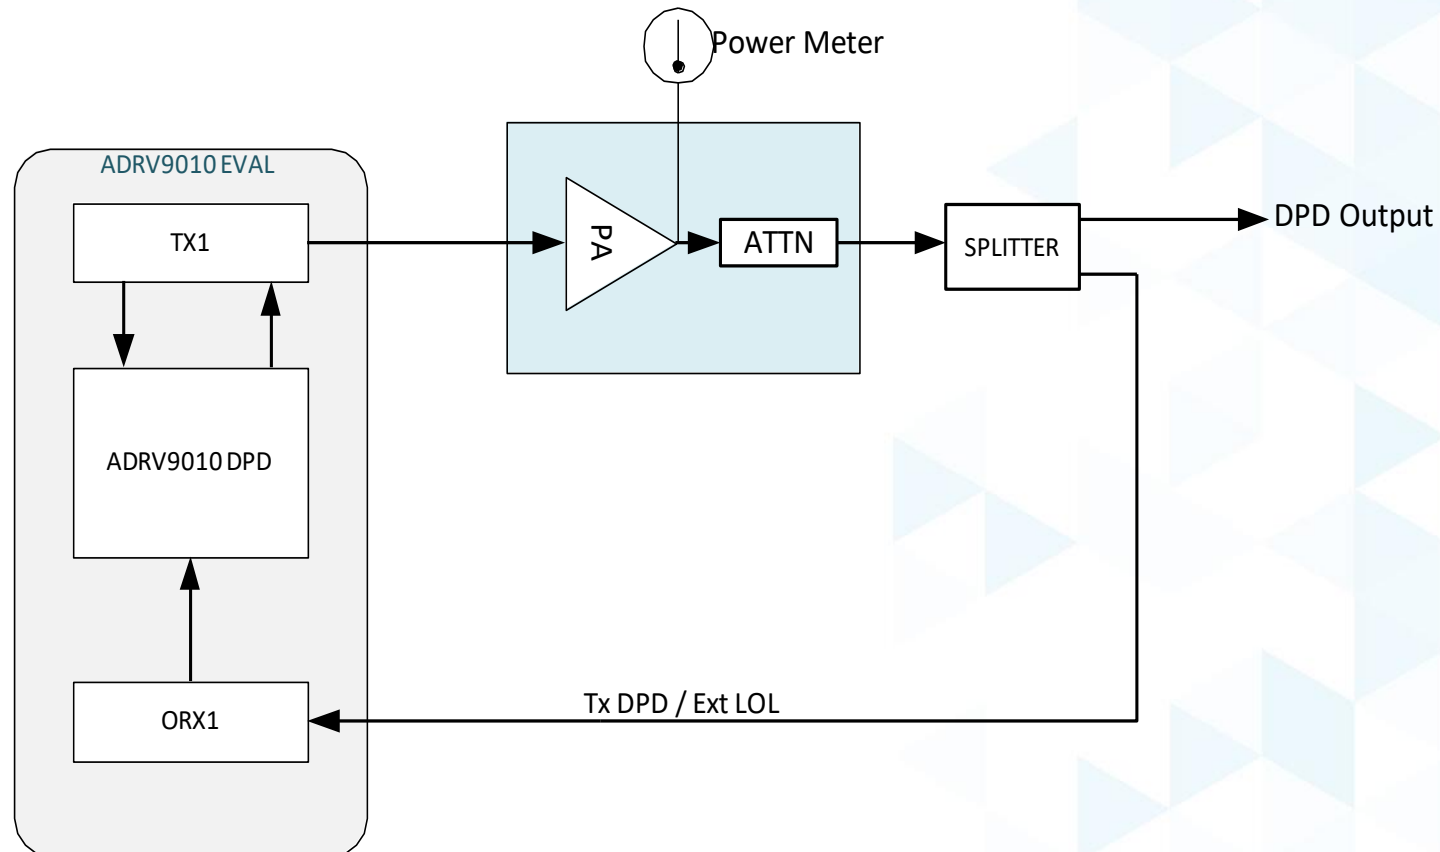 Power Meter
ADRV9010 EVAL
TX1
PA
ATTN
SPLITTER
DPD Output
ADRV9010 DPD
ORX1
Tx DPD / Ext LOL